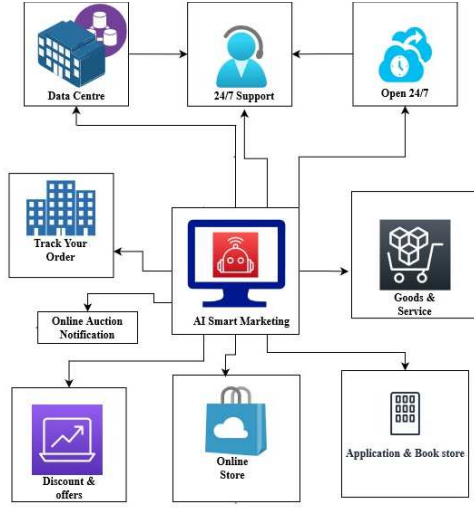 Data Centre
24/7 Support
Open 24/7
Track Your
Order
Goods &
Service
AI Smart Marketing
Online Auction
Notification
Discount &
offers
Online
Store
Application & Book store